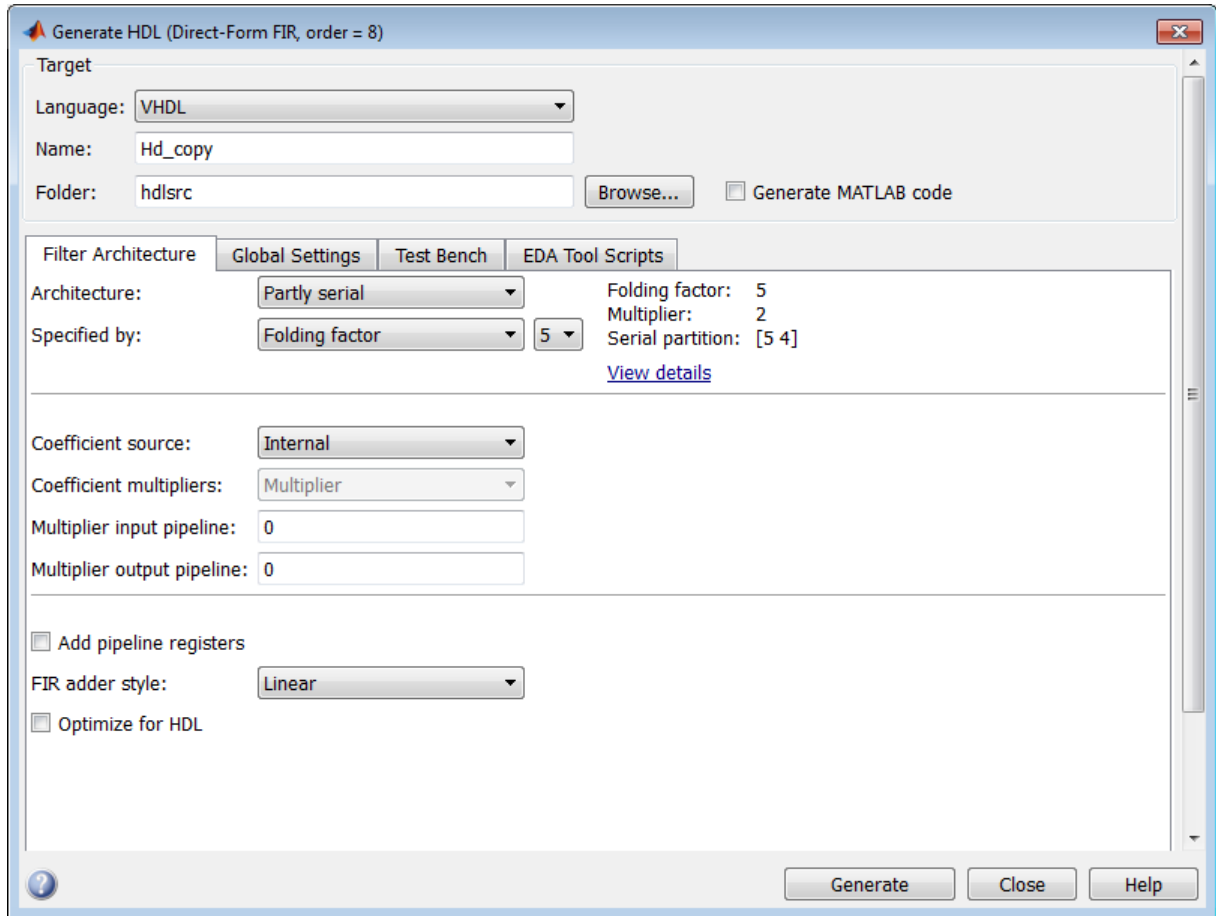 Generate HDL (Direct-Form FIR, order = 8)
Target
Language: VHDL
Name: Hd_copy
Folder: hdlsrc Browse... Generate MATLAB code
Filter Architecture Global Settings Test Bench EDA Tool Scripts
Architecture: Partly serial Folding factor: 5
Multiplier: 2
Specified by: Folding factor 5 Serial partition: [5 4]
View details
Coefficient source: Internal
Coefficient multipliers: Multiplier
Multiplier input pipeline: 0
Multiplier output pipeline: 0
Add pipeline registers
FIR adder style: Linear
Optimize for HDL
? Generate Close Help